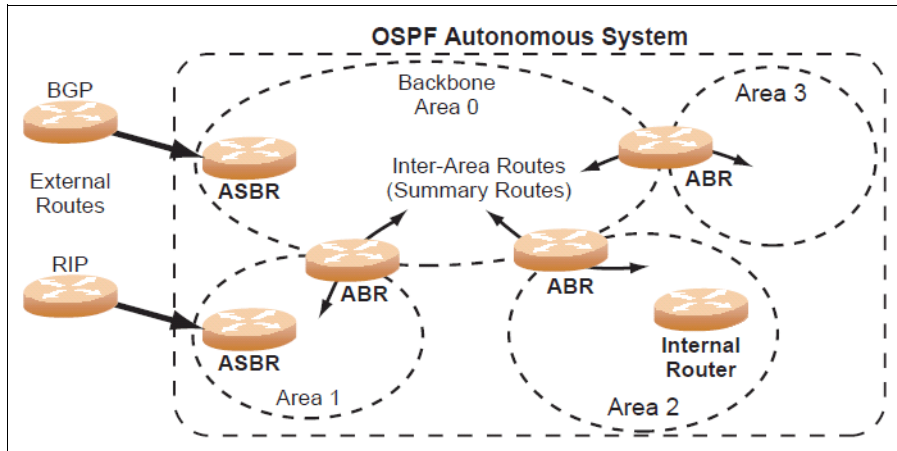 OSPF Autonomous System
BGP
Backbone
Area 0
Area 3
ASBR
External
Routes
Inter-Area Routes
(Summary Routes)
ABR
RIP
ABR
ABR
ASBR
Internal
Router
Area 1
Area 2